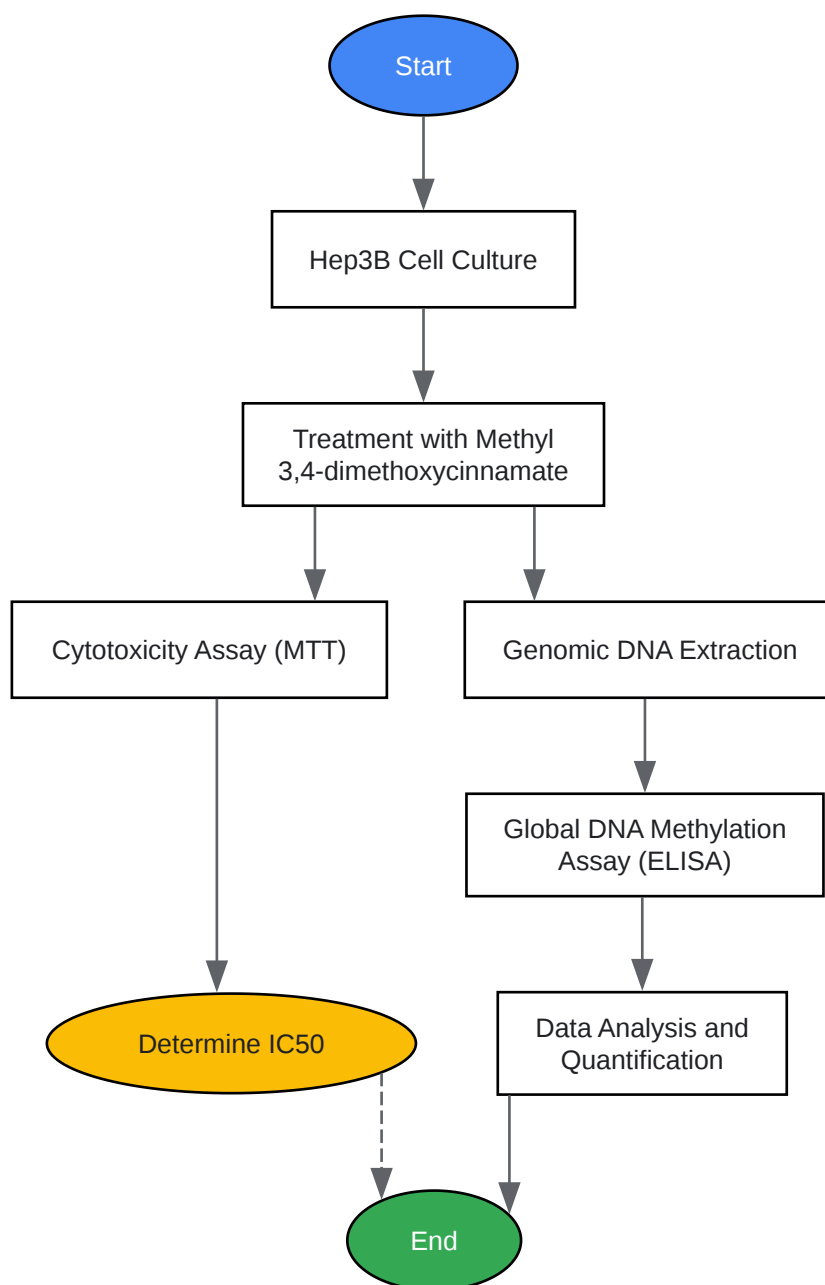 Start
Hep3B Cell Culture
Treatment with Methyl
3,4-dimethoxycinnamate
Cytotoxicity Assay (MTT)
Genomic DNA Extraction
Global DNA Methylation
Assay (ELISA)
Determine IC50
Data Analysis and
Quantification
End